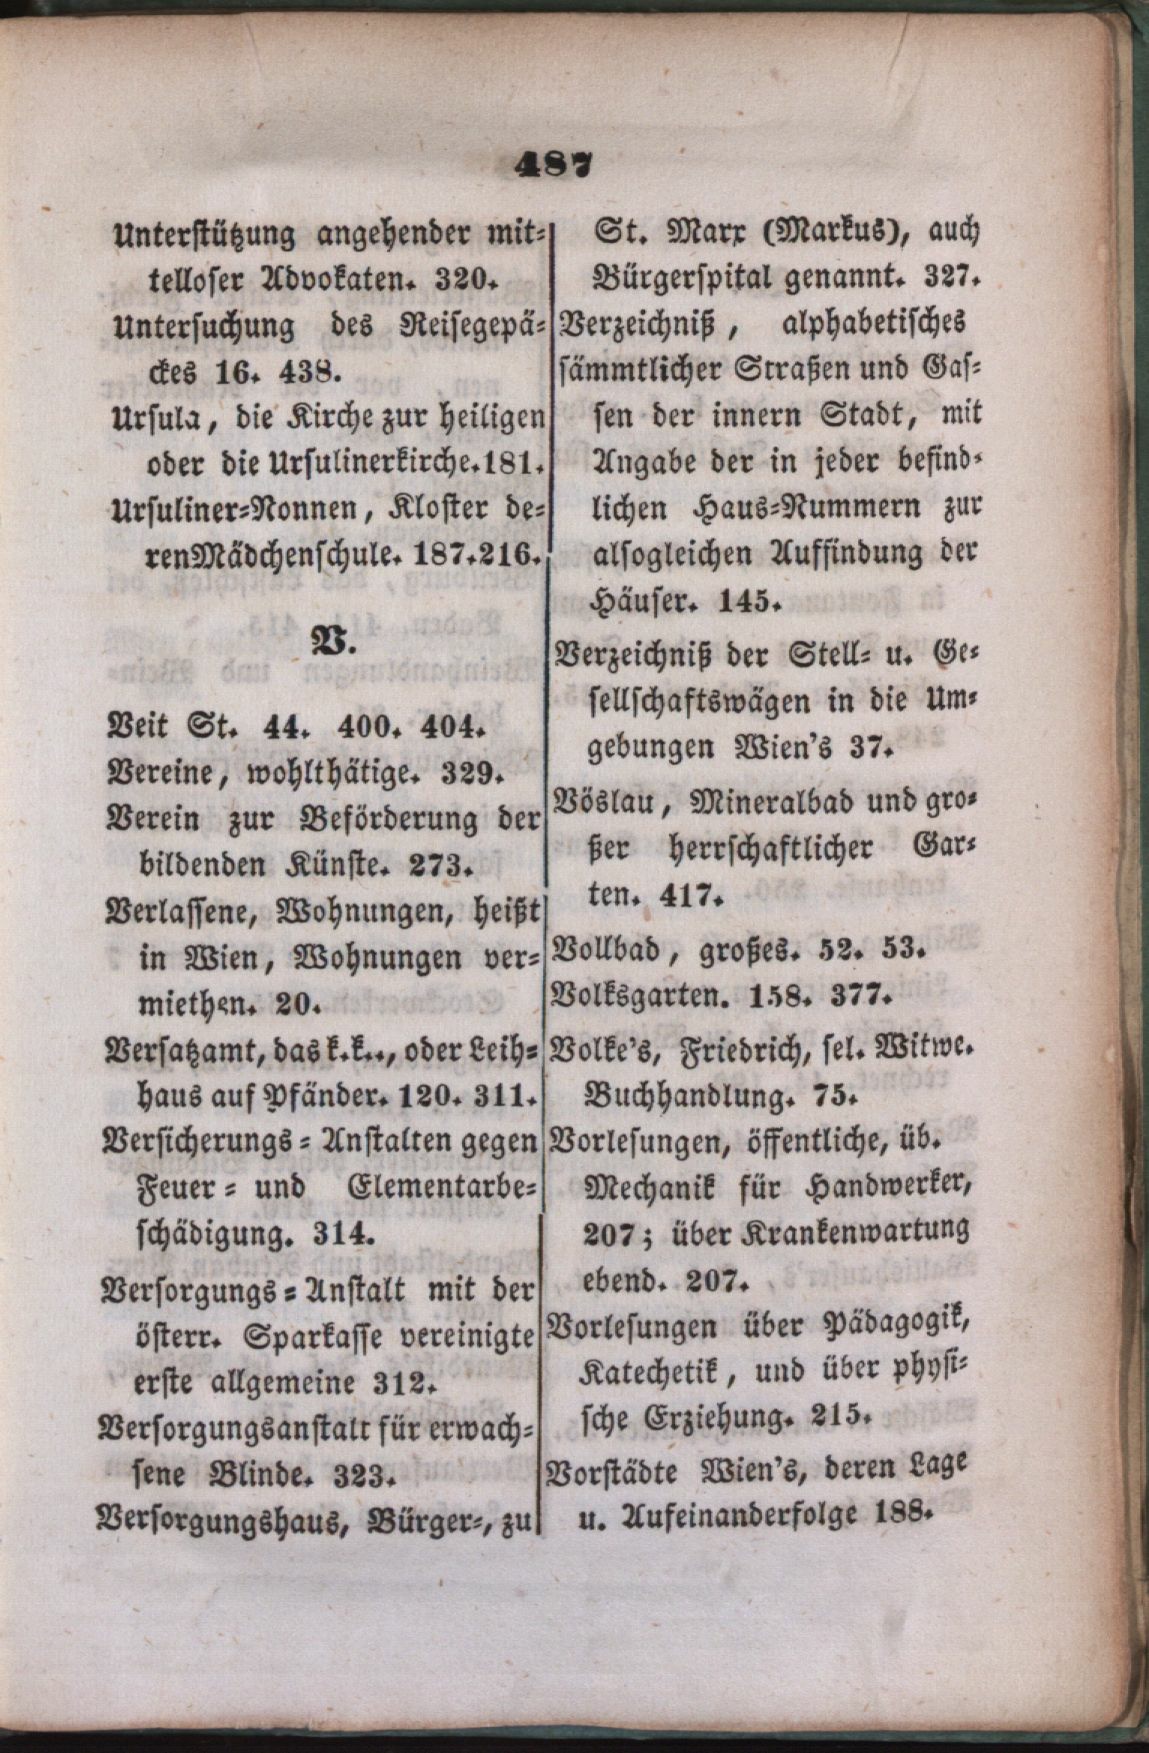 487
Unterstützung angehender mit-
telloser Advokaten. 320.
Untersuchung des Reisegepä-
ckes 16. 438.
Ursula, die Kirche zur heiligen
oder die Ursulinerkirche. 181.
Ursuliner-Nonnen, Kloster de-
ren Mädchenschule. 187. 216.
V.
Veit St. 44. 400. 404.
Vereine, wohlthätige. 329.
Verein zur Beförderung der
bildenden Künste. 273.
Verlassene, Wohnungen, heißt
in Wien, Wohnungen ver-
miethen. 20.
Versatzamt, das k.k.., oder Leih-
haus auf Pfänder. 120. 311.
Versicherungs-Anstalten gegen
Feuer- und Elementarbe-
schädigung. 314.
Versorgungs-Anstalt mit der
österr. Sparkasse vereinigte
erste allgemeine 312.
Versorgungsanstalt für erwach-
sene Blinde. 323.
Versorgungshaus, Bürger-, zu
St. Marx (Markus), auch
Bürgerspital genannt. 327.
Verzeichniß, alphabetisches
sämmtlicher Straßen und Gas-
sen der innern Stadt, mit
Angabe der in jeder befind-
lichen Haus-Nummern zur
alsogleichen Auffindung der
Häuser. 145.
Verzeichniß der Stell- u. Ge-
sellschaftswägen in die Um-
gebungen Wien's 37.
Vöslau, Mineralbad und gro-
ßer herrschaftlicher Gar-
ten. 417.
Vollbad, großes. 52. 53.
Volksgarten. 158. 377.
Volke's, Friedrich, sel. Witwe.
Buchhandlung. 75.
Vorlesungen, öffentliche, üb.
Mechanik für Handwerker,
207; über Krankenwartung
ebend. 207.
Vorlesungen über Pädagogik,
Katechetik, und über physi-
sche Erziehung. 215.
Vorstädte Wien's, deren Lage
u. Aufeinanderfolge 188.